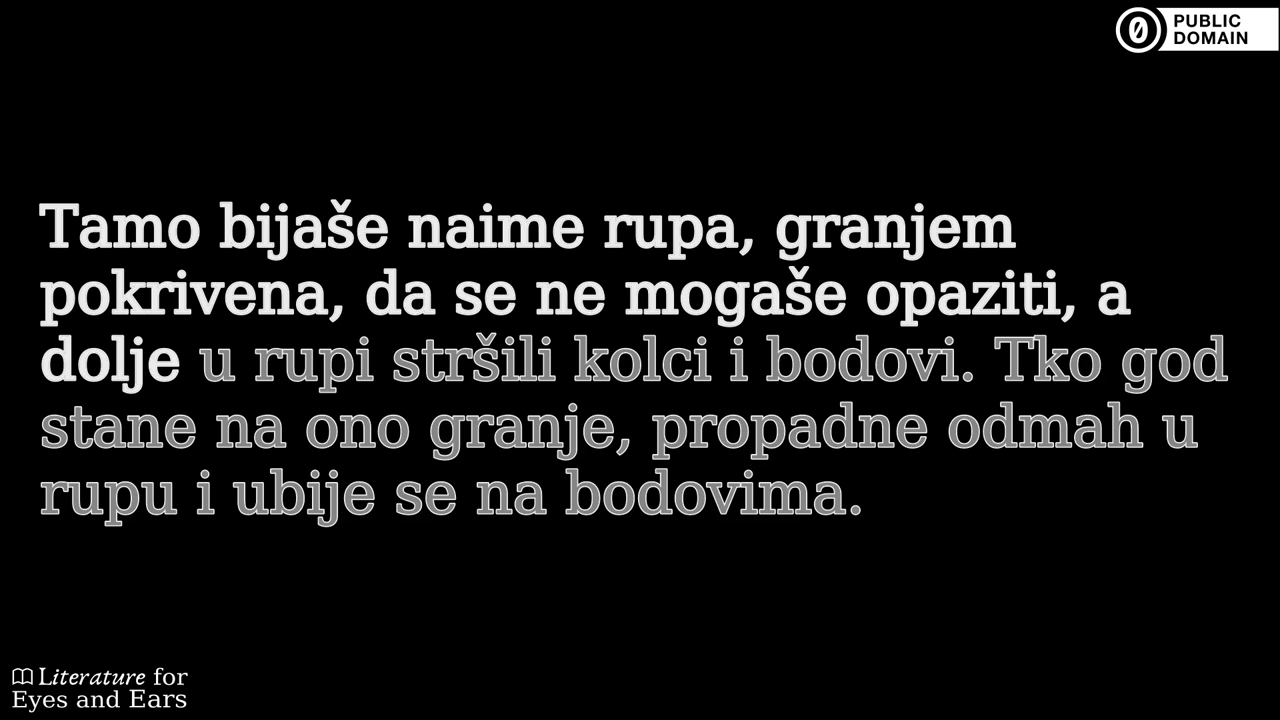 PUBLIC
DOMAIN
Tamo bijaše naime rupa, granjem
pokrivena, da se ne mogaše opaziti, a
dolje u rupi stršili kolci i bodovi. Tko god
stane na ono granje, propadne odmah u
rupu i ubije se na bodovima.
Literature for
Eyes and Ears